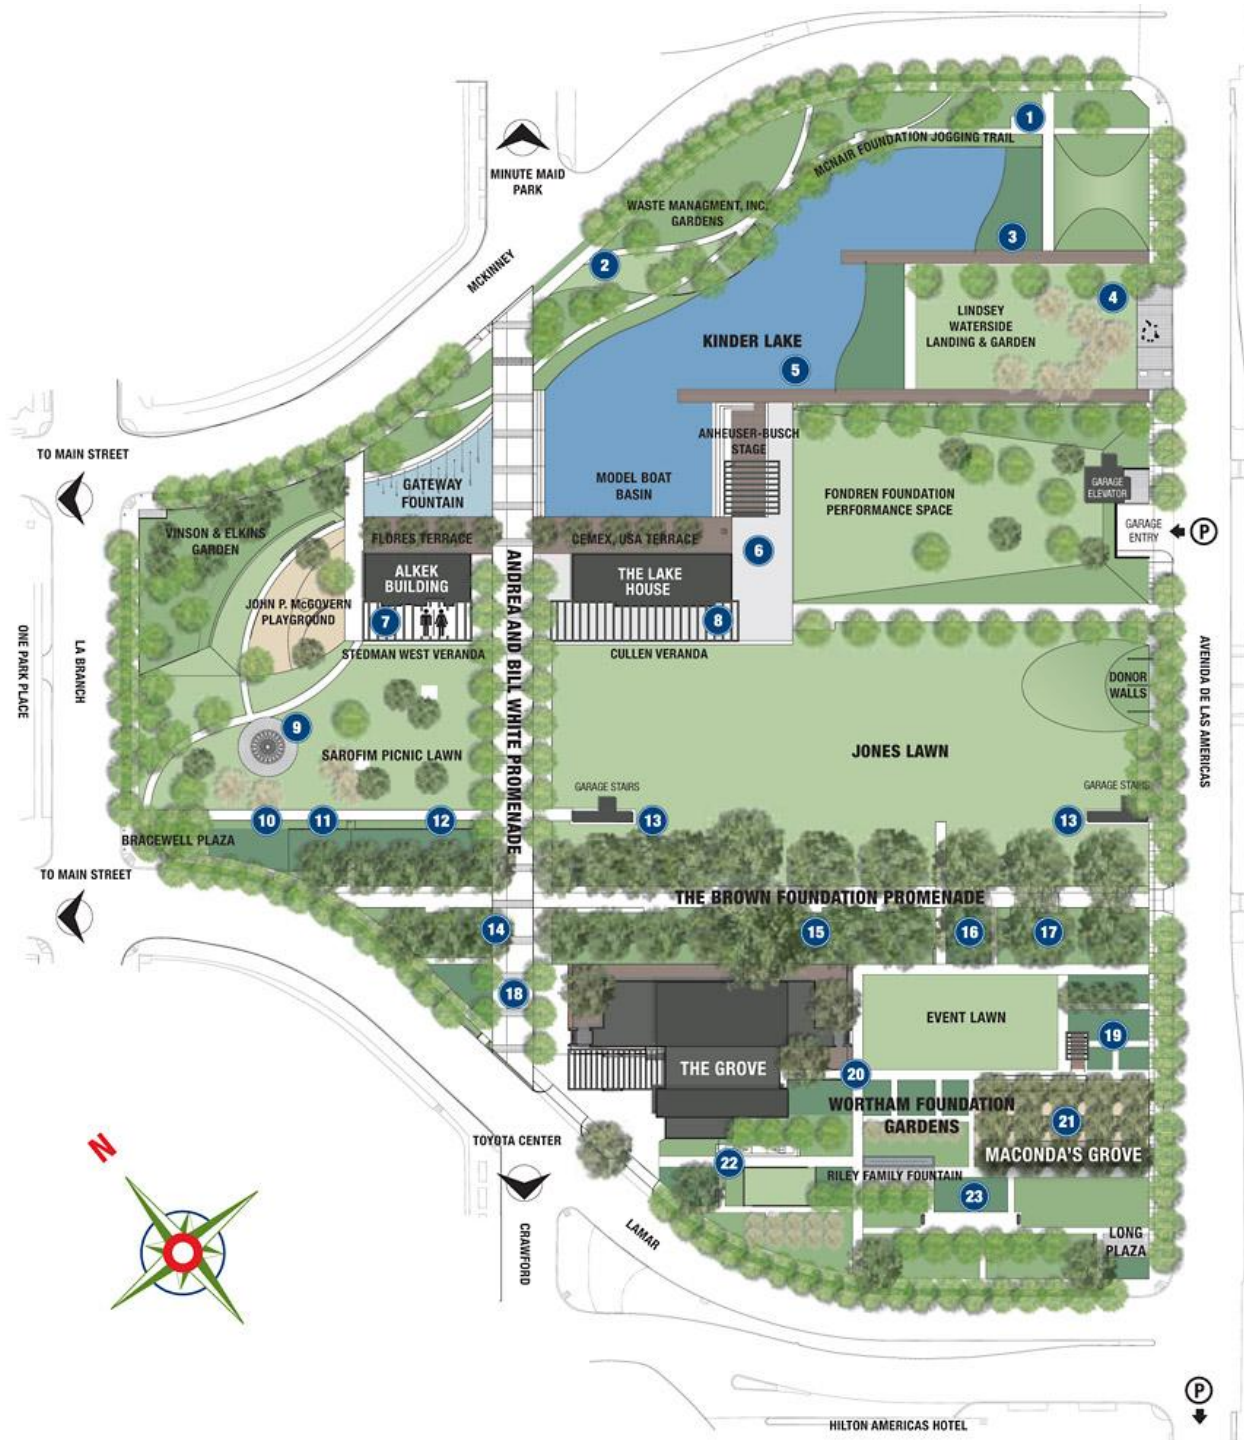 1
MCNAIR FOUNDATION JOGGING TRAIL
MINUTE MAID
PARK
WASTE MANAGMENT, INC.
GARDENS
2
3
MCKINNEY
4
LINDSEY
WATERSIDE
LANDING & GARDEN
KINDER LAKE
5
TO MAIN STREET
ANHEUSER-BUSCH
STAGE
GATEWAY
FOUNTAIN
MODEL BOAT
BASIN
FONDREN FOUNDATION
PERFORMANCE SPACE
GARAGE
ELEVATOR
GARAGE
ENTRY
P
VINSON & ELKINS
GARDEN
FLORES TERRACE
CEMEX, USA TERRACE
6
ALKEK
BUILDING
THE LAKE
HOUSE
JOHN P. McGOVERN
PLAYGROUND
7
8
STEDMAN WEST VERANDA
CULLEN VERANDA
ONE PARK PLACE
LA BRANCH
ANDREA AND BILL WHITE PROMENADE
AVENIDA DE LAS AMERICAS
DONOR
WALLS
9
SAROFIM PICNIC LAWN
JONES LAWN
GARAGE STAIRS
GARAGE STAIRS
10
11
12
13
13
BRACEWELL PLAZA
TO MAIN STREET
THE BROWN FOUNDATION PROMENADE
14
15
16
17
18
EVENT LAWN
19
THE GROVE
20
WORTHAM FOUNDATION
GARDENS
21
MACONDA'S GROVE
TOYOTA CENTER
22
RILEY FAMILY FOUNTAIN
23
N
CRAWFORD
LAMAR
LONG
PLAZA
P
HILTON AMERICAS HOTEL